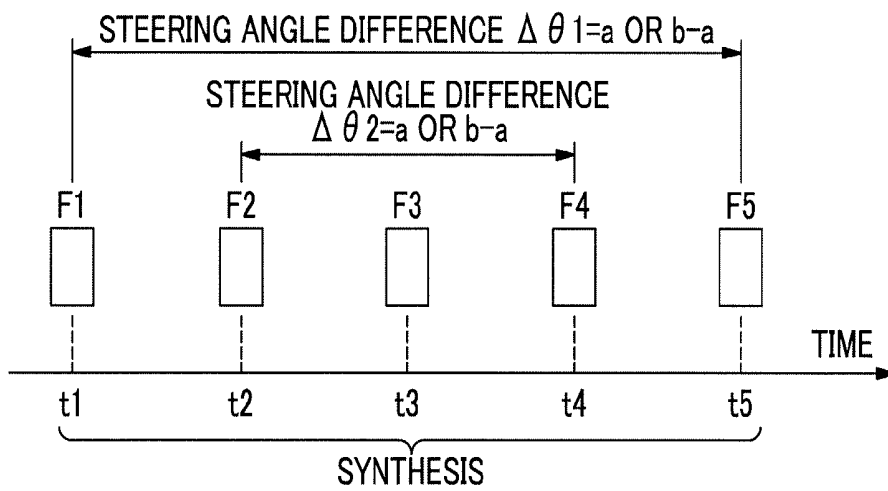 STEERING ANGLE DIFFERENCE Δθ1=a OR b-a
STEERING ANGLE DIFFERENCE
Δθ2=a OR b-a
F1 F2 F3 F4 F5
TIME
t1 t2 t3 t4 t5
SYNTHESIS